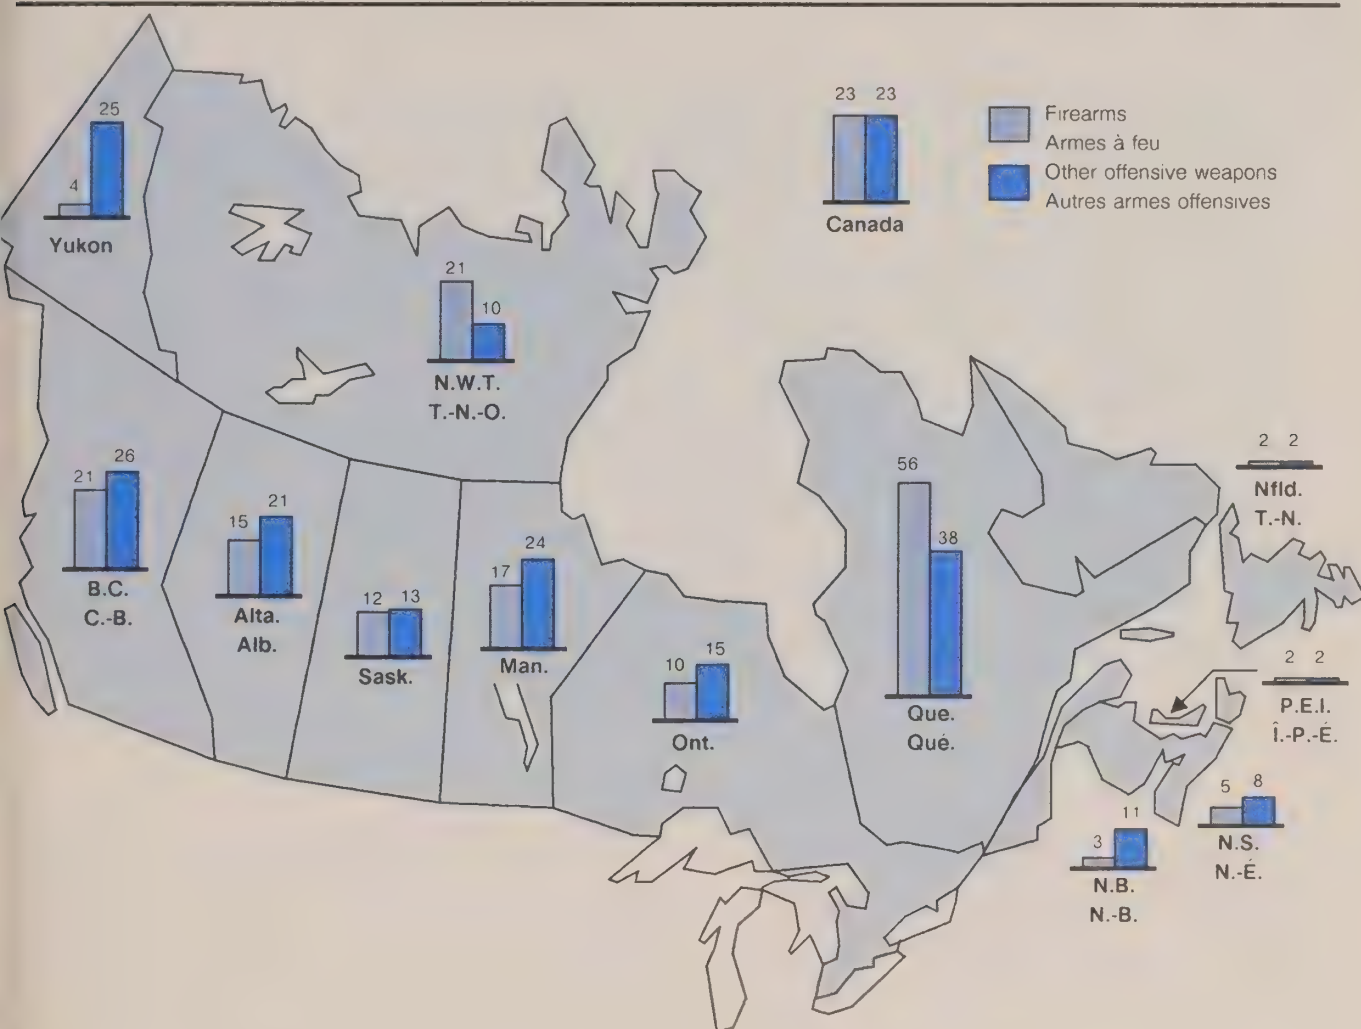 23 23
Canada
Firearms
Armes à feu
Other offensive weapons
Autres armes offensives
25
4
Yukon
21
10
N.W.T.
T.-N.-O.
21
26
B.C.
C.-B.
15
21
Alta.
Alb.
12 13
Sask.
17
24
Man.
10
15
Ont.
56
38
Que.
Qué.
2 2
Nfld.
T.-N.
2 2
P.E.I.
Î.-P.-É.
5 8
N.S.
N.-É.
3
11
N.B.
N.-B.